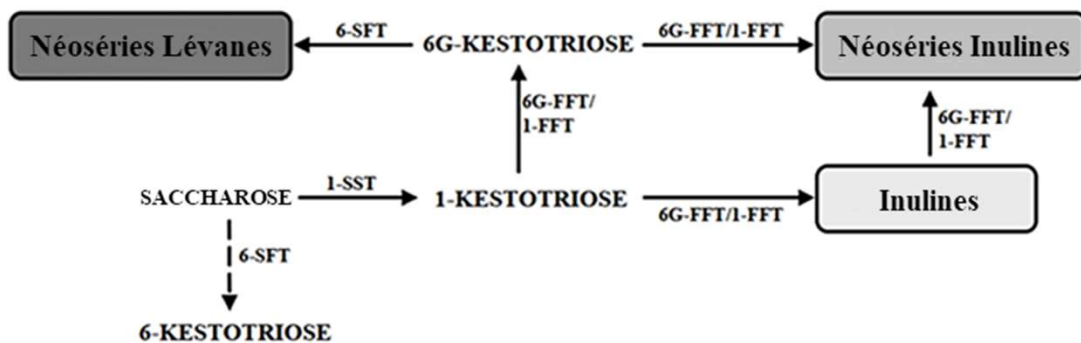 Néoséries Lévanes
6-SFT
6G-KESTOTRIOSE
6G-FFT/1-FFT
Néoséries Inulines
6G-FFT/
1-FFT
6G-FFT/
1-FFT
SACCHAROSE
1-SST
1-KESTOTRIOSE
6G-FFT/1-FFT
Inulines
6-SFT
6-KESTOTRIOSE